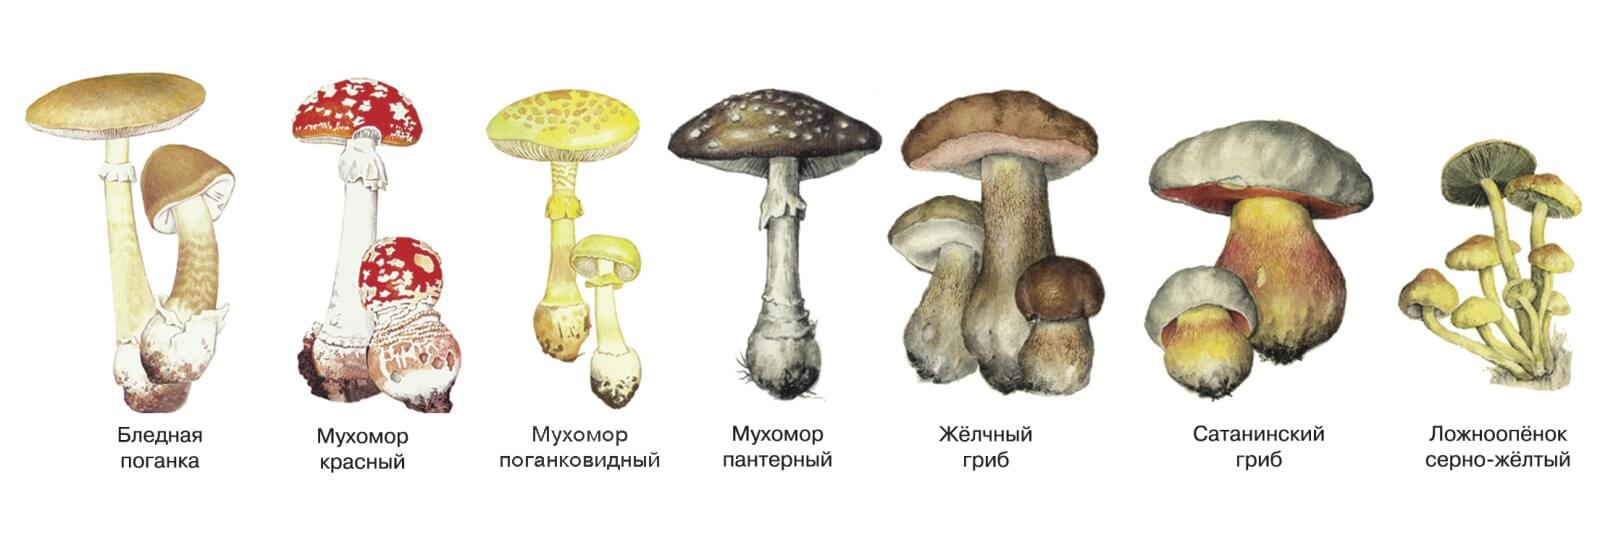 Бледная
поганка
Мухомор
красный
Мухомор
поганковидный
Мухомор
пантерный
Жёлчный
гриб
Сатанинский
гриб
Ложноопёнок
серно-жёлтый